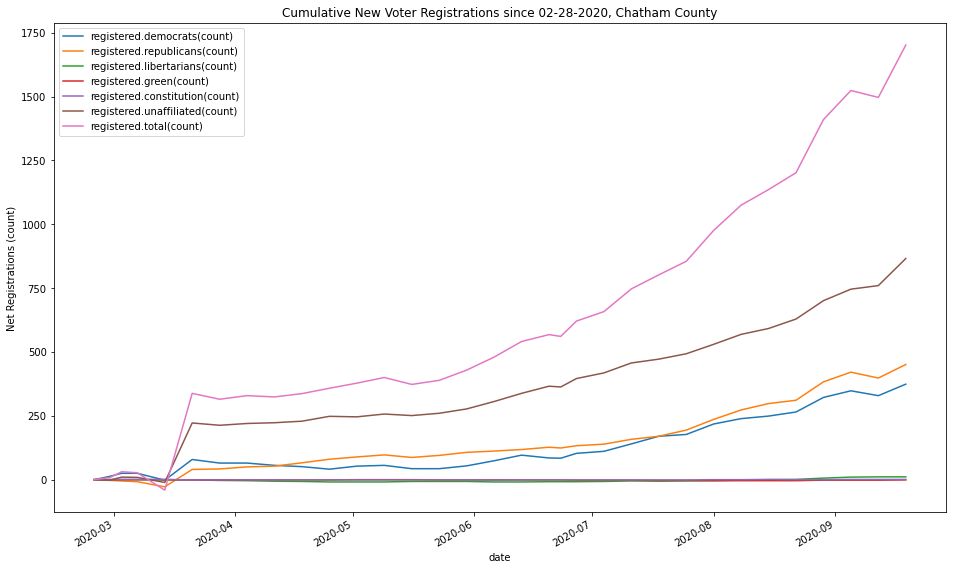 Cumulative New Voter Registrations since 02-28-2020, Chatham County
registered.democrats(count)
registered.republicans(count)
registered.libertarians(count)
registered.green(count)
registered.constitution(count)
registered.unaffiliated(count)
registered.total(count)
Net Registrations (count)
1750
1500
1250
1000
750
500
250
0
2020-03
2020-04
2020-05
2020-06
2020-07
2020-08
2020-09
date